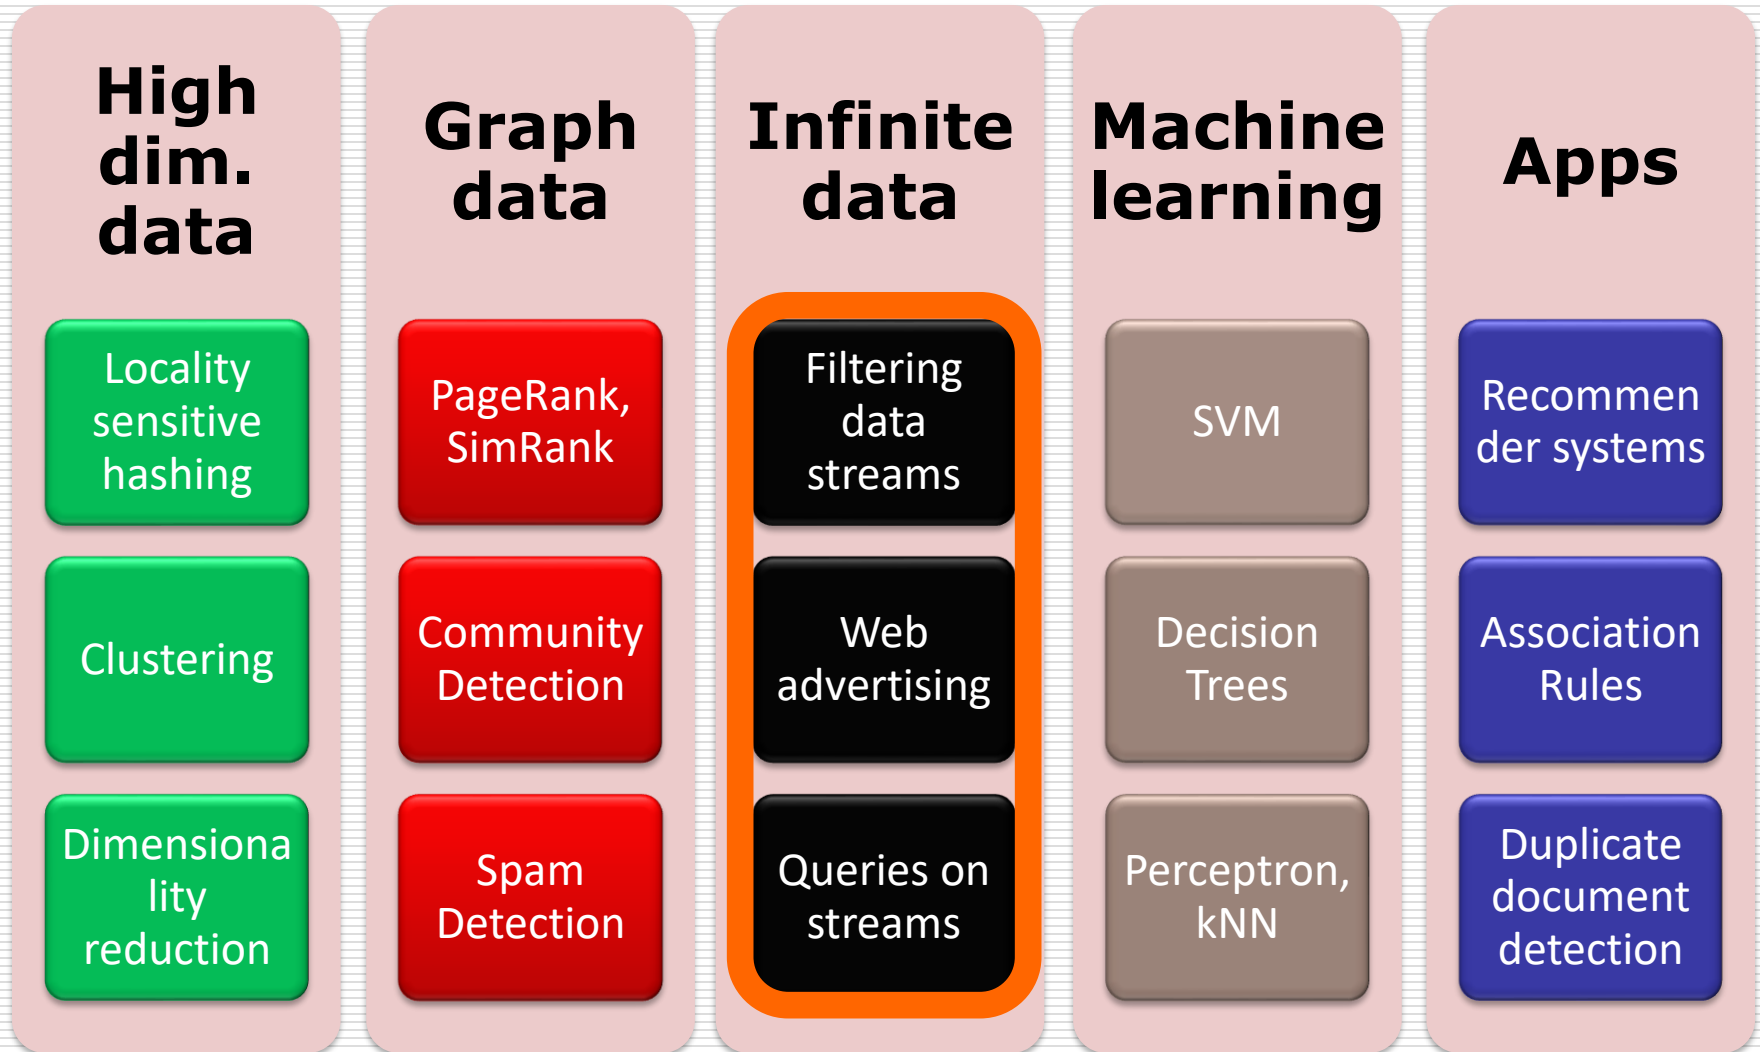 High
dim.
data
Locality
sensitive
hashing
Clustering
Dimensiona
lity
reduction
Graph
data
PageRank,
SimRank
Community
Detection
Spam
Detection
Infinite
data
Filtering
data
streams
Web
advertising
Queries on
streams
Machine
learning
SVM
Decision
Trees
Perceptron,
kNN
Apps
Recommen
der systems
Association
Rules
Duplicate
document
detection